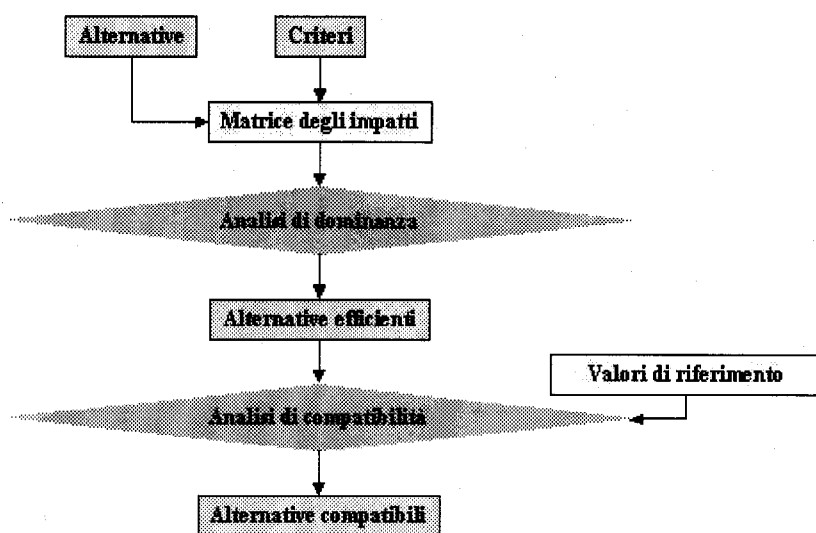 Alternative
Criteri
Matrice degli impatti
Analisi di dominanza
Alternative efficienti
Valori di riferimento
Analisi di compatibilità
Alternative compatibili